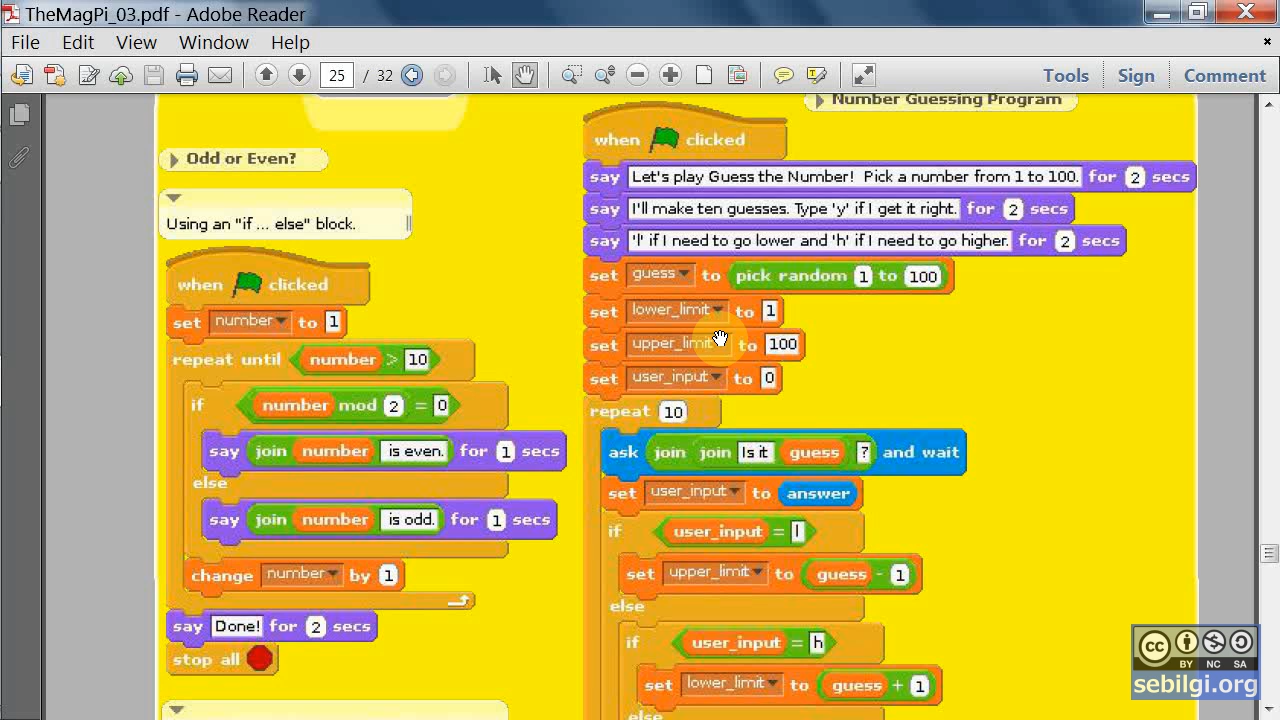 TheMagPi_03.pdf - Adobe Reader
File Edit View Window Help
25 / 32
Tools Sign Comment
Odd or Even?
Using an "if ... else" block.
when clicked
set number to 1
repeat until number > 10
if number mod 2 = 0
say join number is even. for 1 secs
else
say join number is odd. for 1 secs
change number by 1
say Done! for 2 secs
stop all
Number Guessing Program
when clicked
say Let's play Guess the Number! Pick a number from 1 to 100. for 2 secs
say I'll make ten guesses. Type 'y' if I get it right. for 2 secs
say 'l' if I need to go lower and 'h' if I need to go higher. for 2 secs
set guess to pick random 1 to 100
set lower_limit to 1
set upper_limit to 100
set user_input to 0
repeat 10
ask join join Is it guess ? and wait
set user_input to answer
if user_input = l
set upper_limit to guess - 1
else
if user_input = h
set lower_limit to guess + 1
else
cc BY NC SA
sebilgi.org